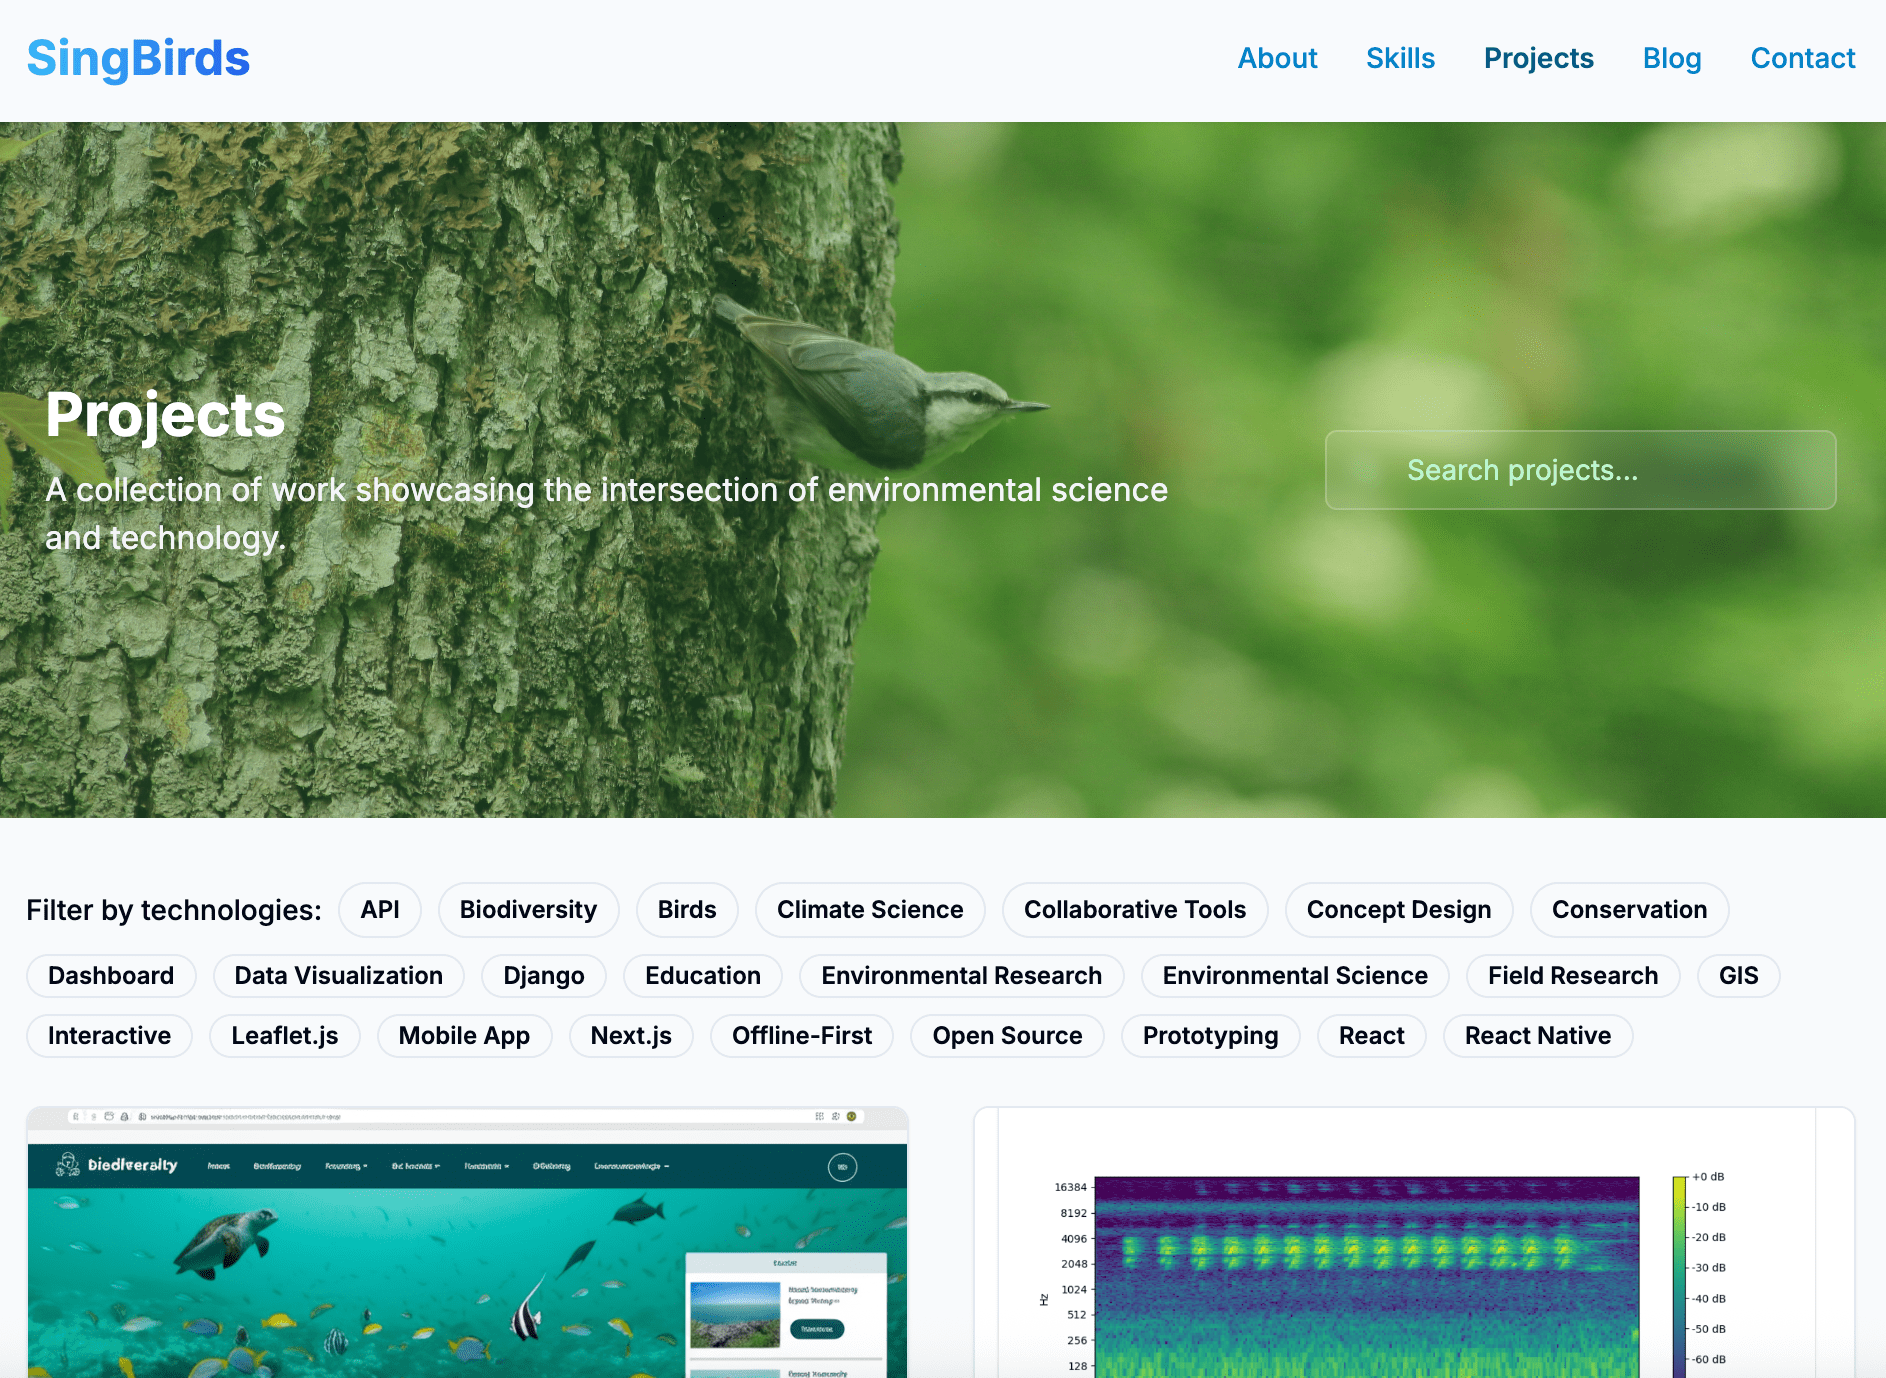 SingBirds
About Skills Projects Blog Contact
Projects
A collection of work showcasing the intersection of environmental science
and technology.
Search projects...
Filter by technologies: API Biodiversity Birds Climate Science Collaborative Tools Concept Design Conservation
Dashboard Data Visualization Django Education Environmental Research Environmental Science Field Research GIS
Interactive Leaflet.js Mobile App Next.js Offline-First Open Source Prototyping React React Native
16384
8192
4096
2048
1024
512
256
128
Hz
+0 dB
-10 dB
-20 dB
-30 dB
-40 dB
-50 dB
-60 dB